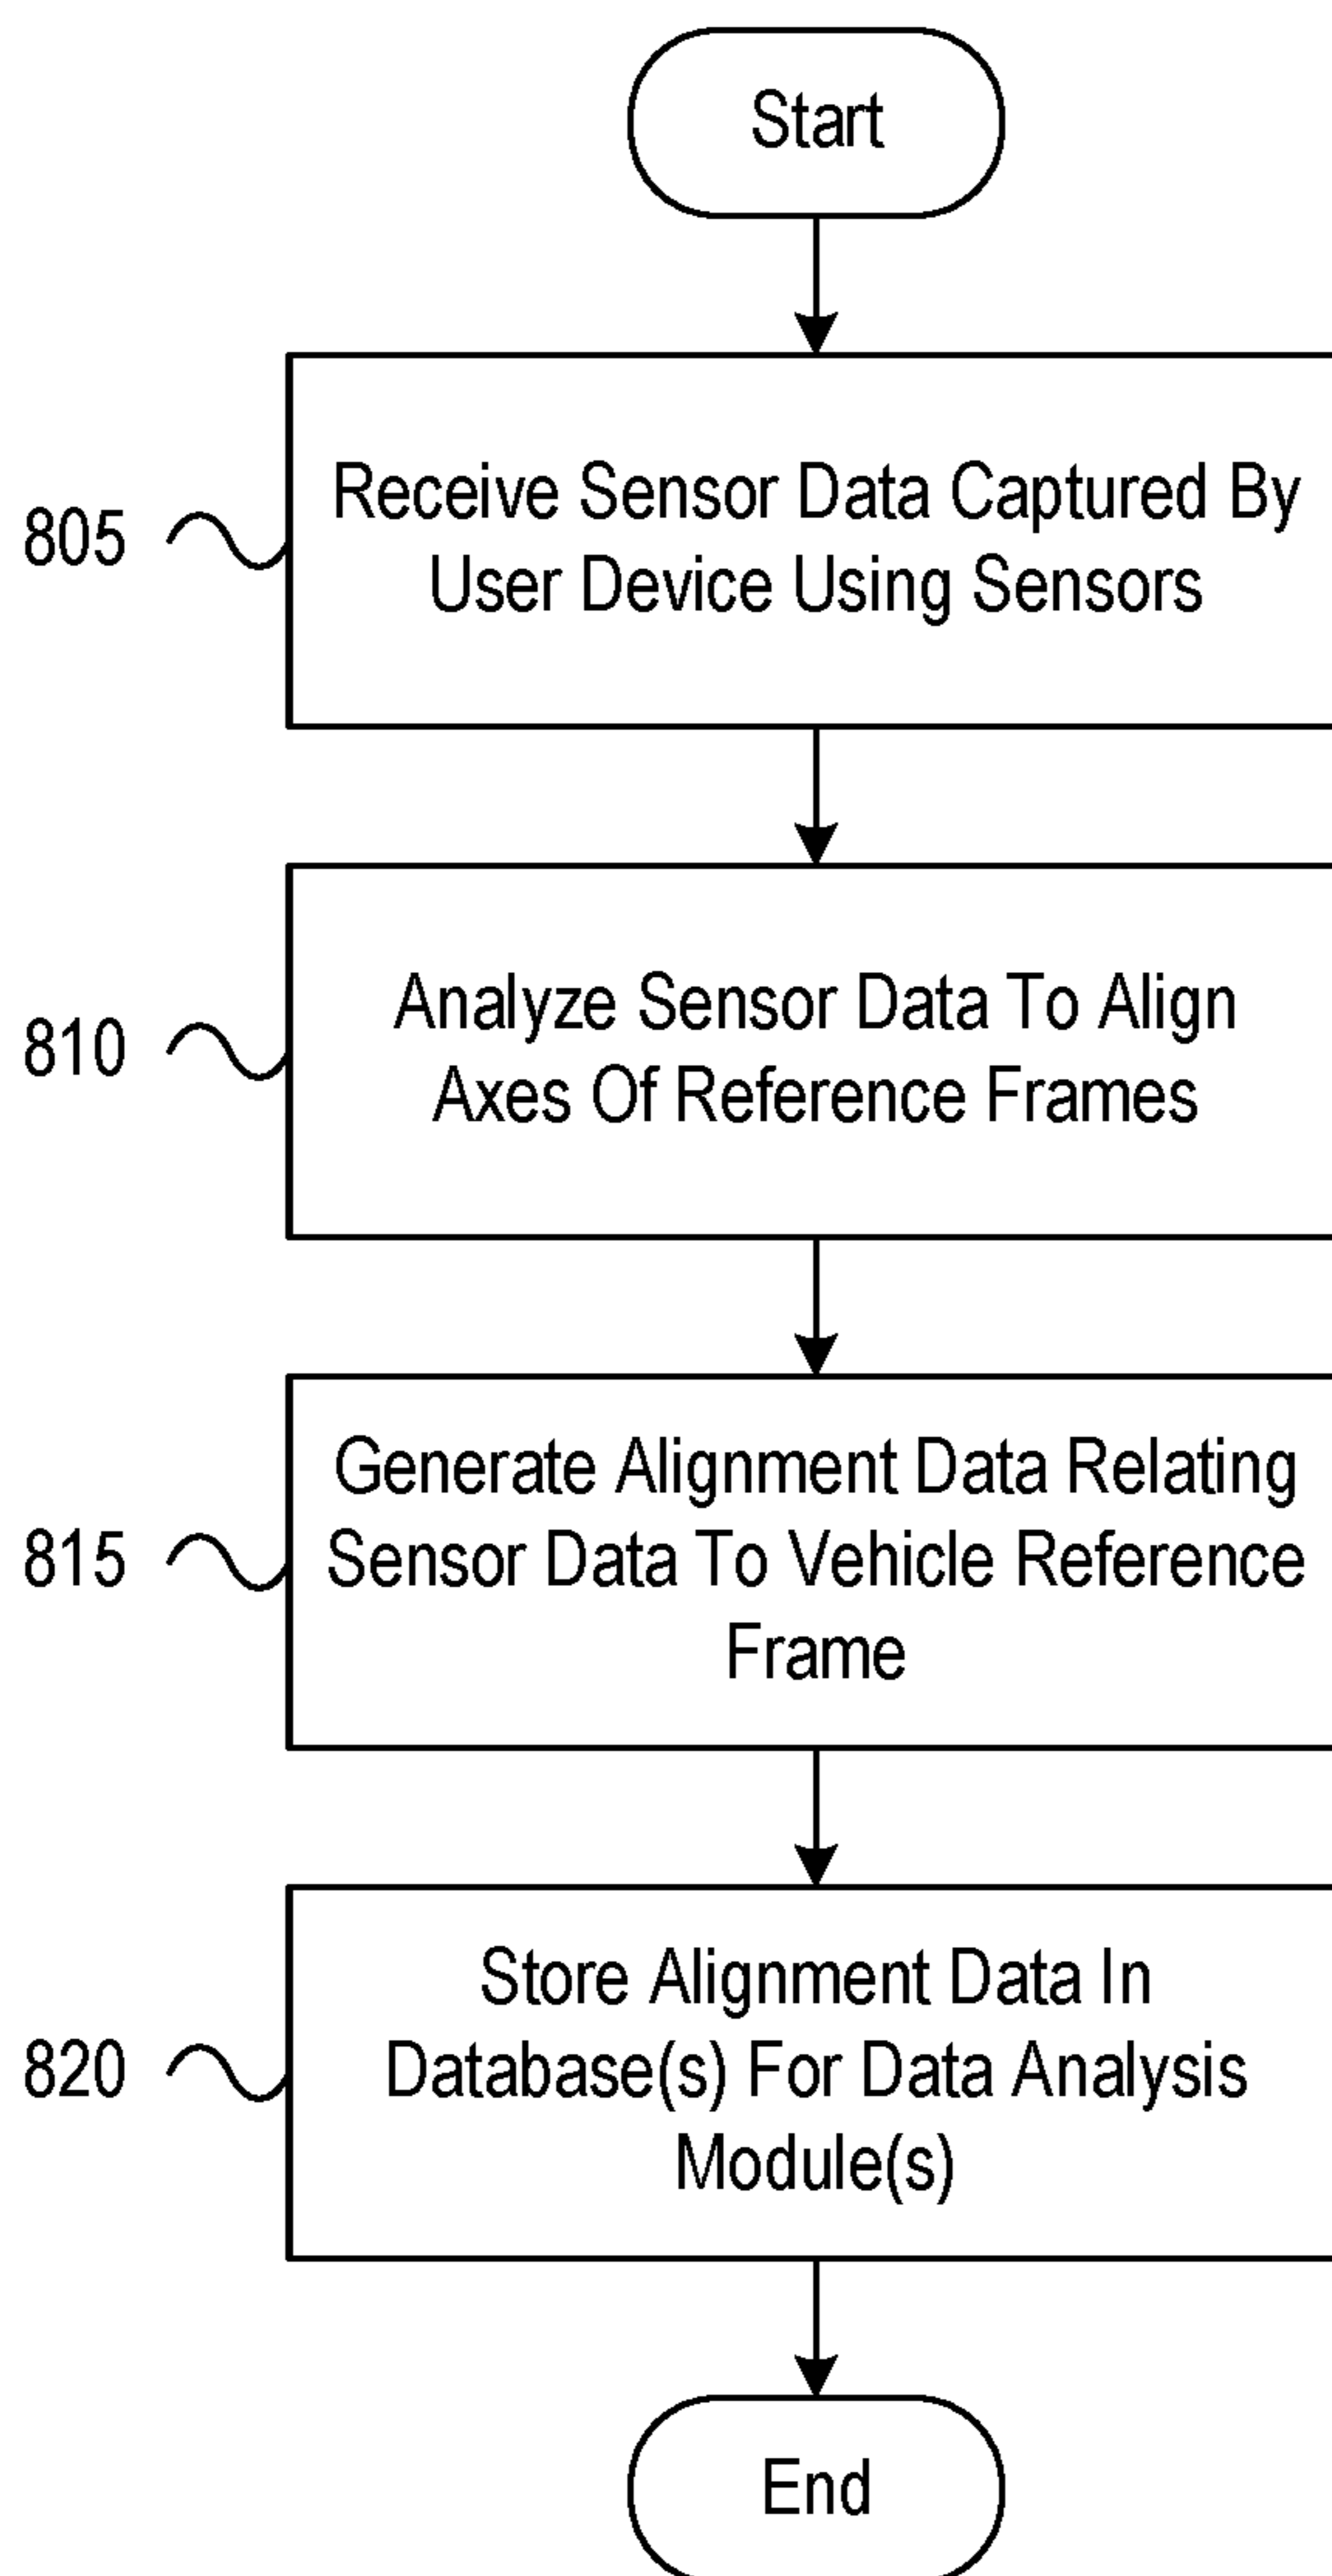 Start
805
Receive Sensor Data Captured By
User Device Using Sensors
810
Analyze Sensor Data To Align
Axes Of Reference Frames
815
Generate Alignment Data Relating
Sensor Data To Vehicle Reference
Frame
820
Store Alignment Data In
Database(s) For Data Analysis
Module(s)
End